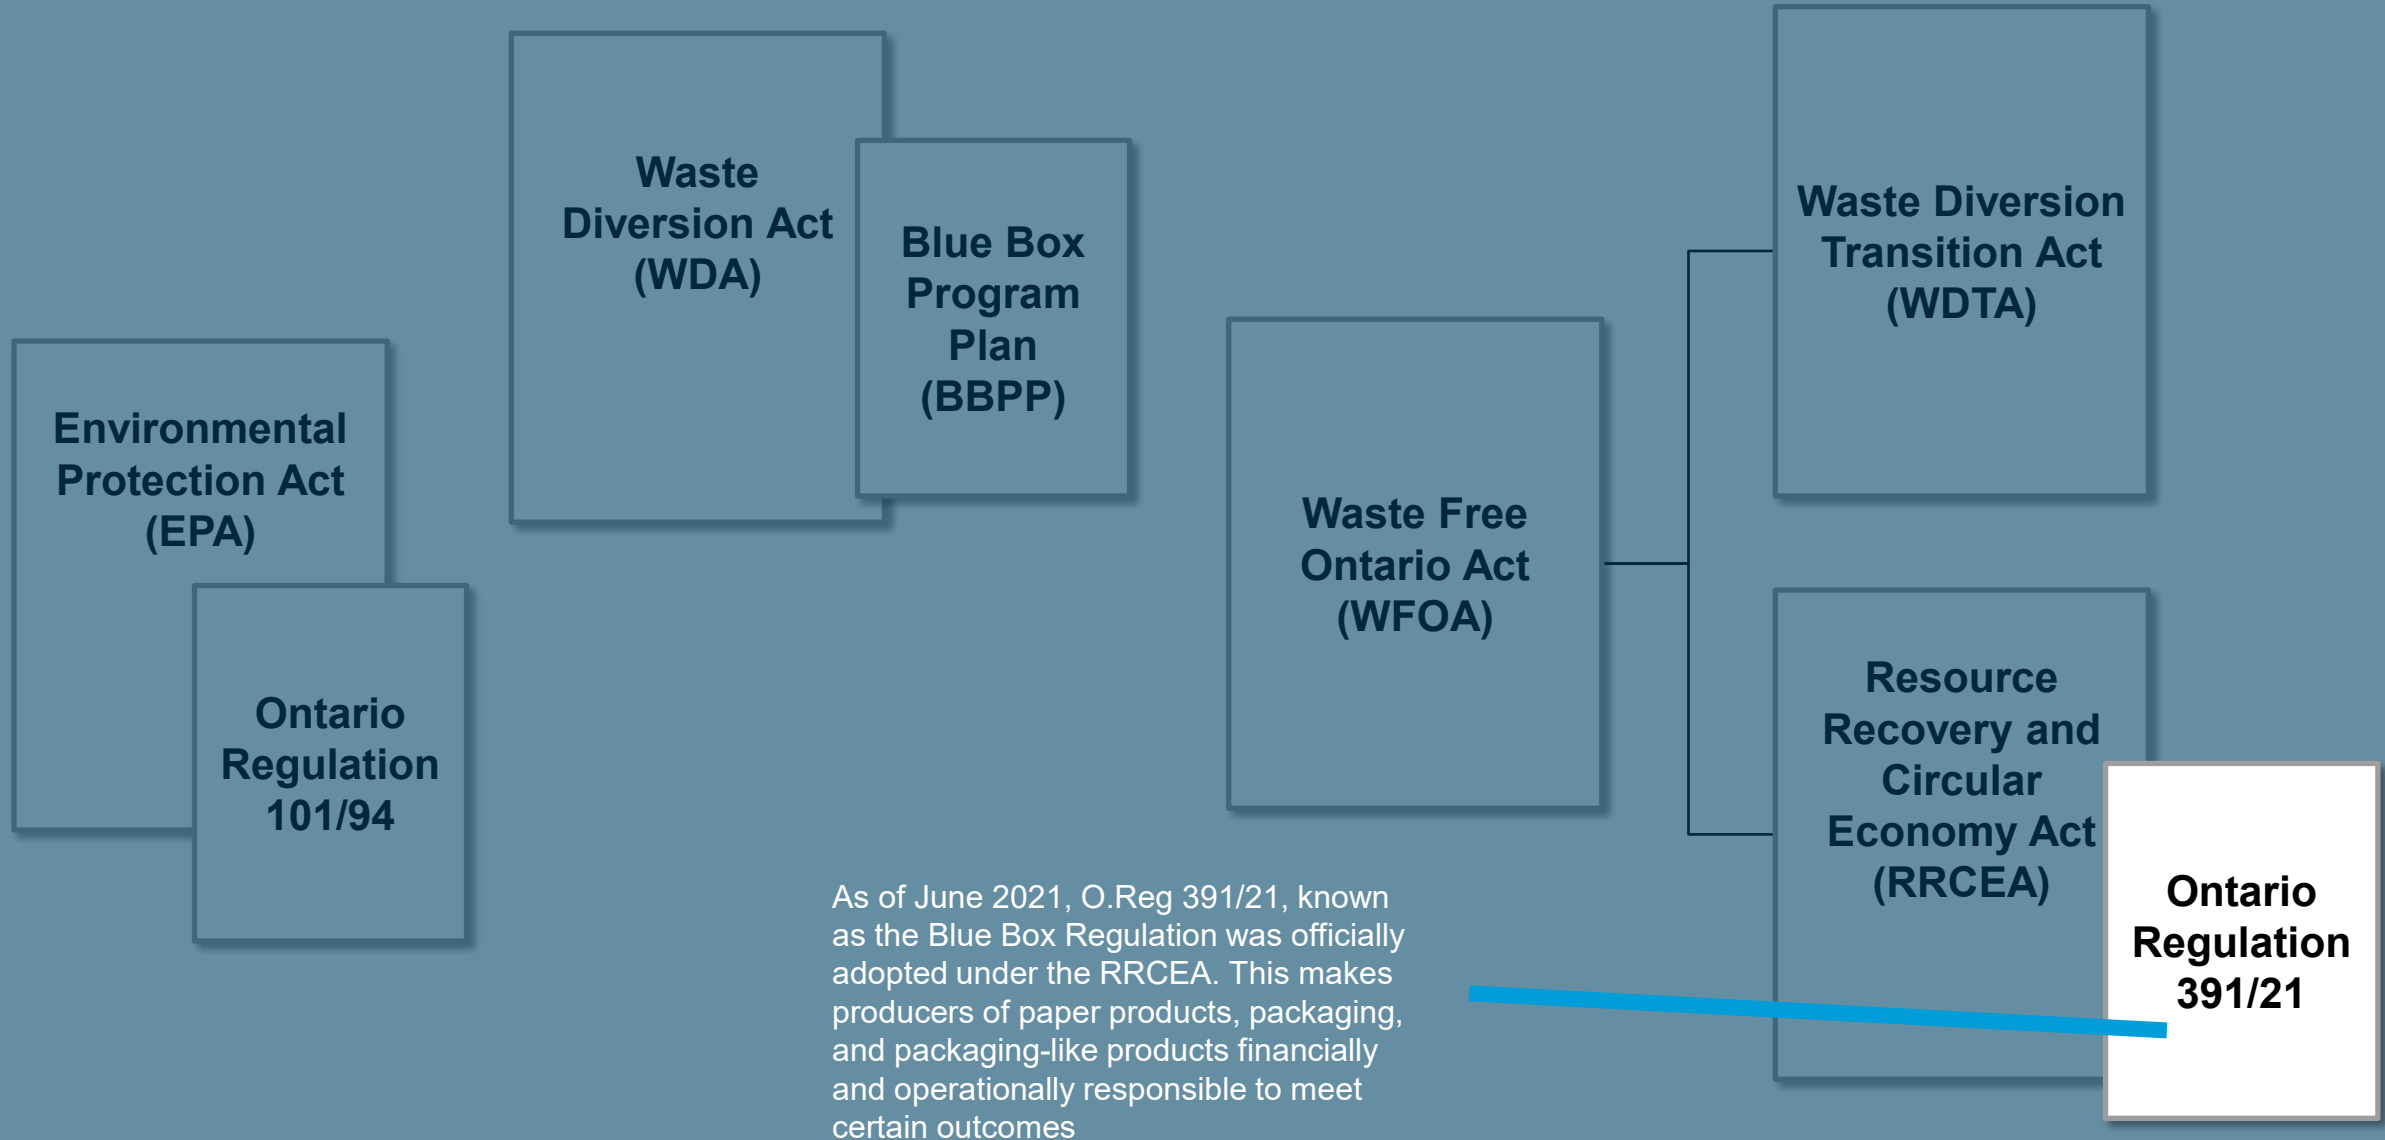 Environmental
Protection Act
(EPA)
Ontario
Regulation
101/94
Waste
Diversion Act
(WDA)
Blue Box
Program
Plan
(BBPP)
Waste Free
Ontario Act
(WFOA)
Waste Diversion
Transition Act
(WDTA)
Resource
Recovery and
Circular
Economy Act
(RRCEA)
Ontario
Regulation
391/21
As of June 2021, O.Reg 391/21, known
as the Blue Box Regulation was officially
adopted under the RRCEA. This makes
producers of paper products, packaging,
and packaging-like products financially
and operationally responsible to meet
certain outcomes